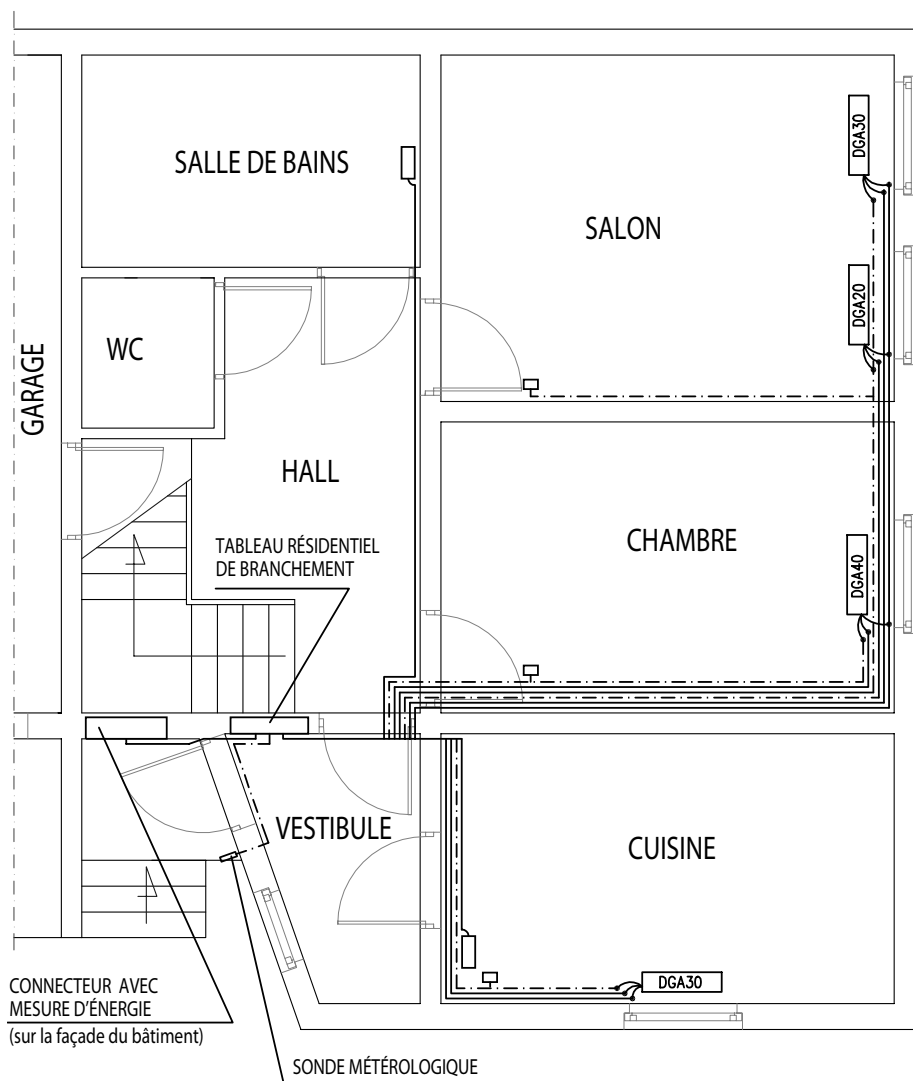 SALLE DE BAINS
DGA30
SALON
DGA20
WC
GARAGE
HALL
TABLEAU RÉSIDENTIEL
DE BRANCHEMENT
CHAMBRE
DGA40
VESTIBULE
CUISINE
DGA30
CONNECTEUR AVEC
MESURE D'ÉNERGIE
(sur la façade du bâtiment)
SONDE MÉTÉROLOGIQUE